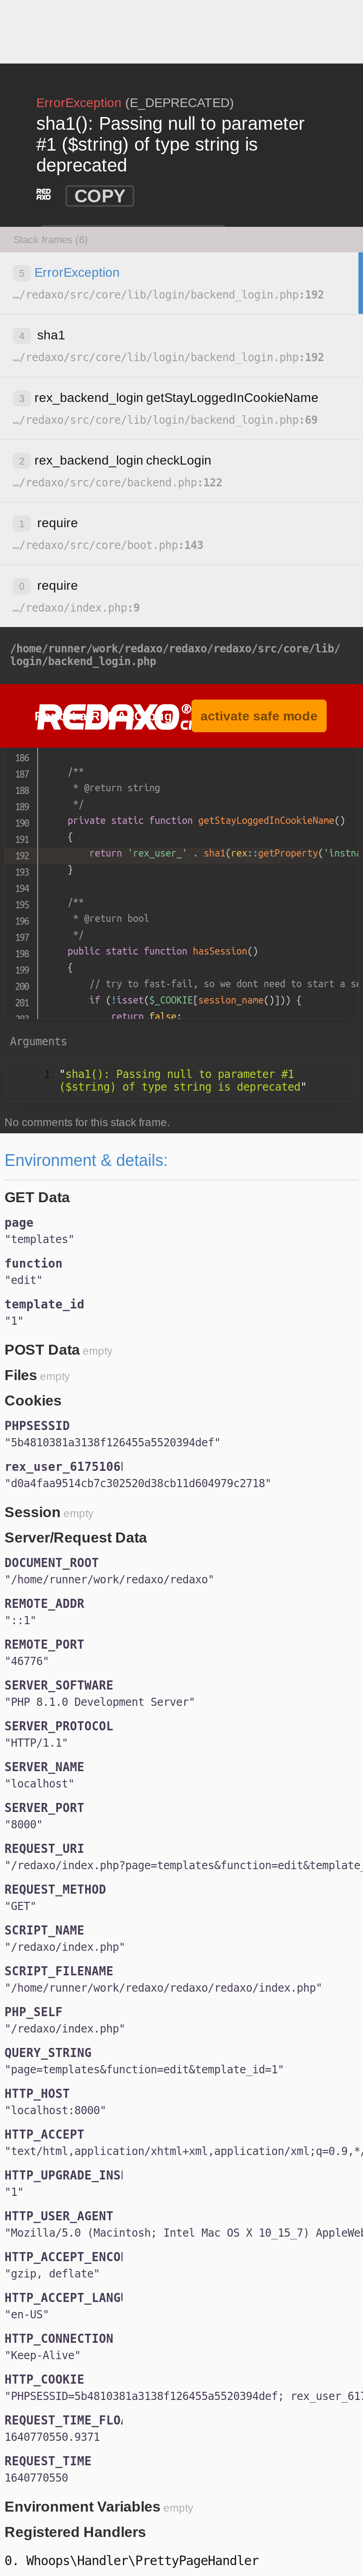 ErrorException (E_DEPRECATED)
sha1(): Passing null to parameter
#1 ($string) of type string is
deprecated
RED
AXO
COPY
Stack frames (6)
5 ErrorException
…/redaxo/src/core/lib/login/backend_login.php:192
4 sha1
…/redaxo/src/core/lib/login/backend_login.php:192
3 rex_backend_login getStayLoggedInCookieName
…/redaxo/src/core/lib/login/backend_login.php:69
2 rex_backend_login checkLogin
…/redaxo/src/core/backend.php:122
1 require
…/redaxo/src/core/boot.php:143
0 require
…/redaxo/index.php:9
/home/runner/work/redaxo/redaxo/redaxo/src/core/lib/
login/backend_login.php
REDAXO®
activate safe mode
186
187 /**
188 * @return string
189 */
190 private static function getStayLoggedInCookieName()
191 {
192 return 'rex_user_' . sha1(rex::getProperty('instna
193 }
194
195 /**
196 * @return bool
197 */
198 public static function hasSession()
199 {
200 // try to fast-fail, so we dont need to start a se
201 if (!isset($_COOKIE[session_name()])) {
202 return false;
Arguments
1. "sha1(): Passing null to parameter #1
($string) of type string is deprecated"
No comments for this stack frame.
Environment & details:
GET Data
page
"templates"
function
"edit"
template_id
"1"
POST Data empty
Files empty
Cookies
PHPSESSID
"5b4810381a3138f126455a5520394def"
rex_user_6175106
"d0a4faa9514cb7c302520d38cb11d604979c2718"
Session empty
Server/Request Data
DOCUMENT_ROOT
"/home/runner/work/redaxo/redaxo"
REMOTE_ADDR
"::1"
REMOTE_PORT
"46776"
SERVER_SOFTWARE
"PHP 8.1.0 Development Server"
SERVER_PROTOCOL
"HTTP/1.1"
SERVER_NAME
"localhost"
SERVER_PORT
"8000"
REQUEST_URI
"/redaxo/index.php?page=templates&function=edit&template_
REQUEST_METHOD
"GET"
SCRIPT_NAME
"/redaxo/index.php"
SCRIPT_FILENAME
"/home/runner/work/redaxo/redaxo/redaxo/index.php"
PHP_SELF
"/redaxo/index.php"
QUERY_STRING
"page=templates&function=edit&template_id=1"
HTTP_HOST
"localhost:8000"
HTTP_ACCEPT
"text/html,application/xhtml+xml,application/xml;q=0.9,*/
HTTP_UPGRADE_INS
"1"
HTTP_USER_AGENT
"Mozilla/5.0 (Macintosh; Intel Mac OS X 10_15_7) AppleWeb
HTTP_ACCEPT_ENCO
"gzip, deflate"
HTTP_ACCEPT_LANG
"en-US"
HTTP_CONNECTION
"Keep-Alive"
HTTP_COOKIE
"PHPSESSID=5b4810381a3138f126455a5520394def; rex_user_617
REQUEST_TIME_FLO
1640770550.9371
REQUEST_TIME
1640770550
Environment Variables empty
Registered Handlers
0. Whoops\Handler\PrettyPageHandler